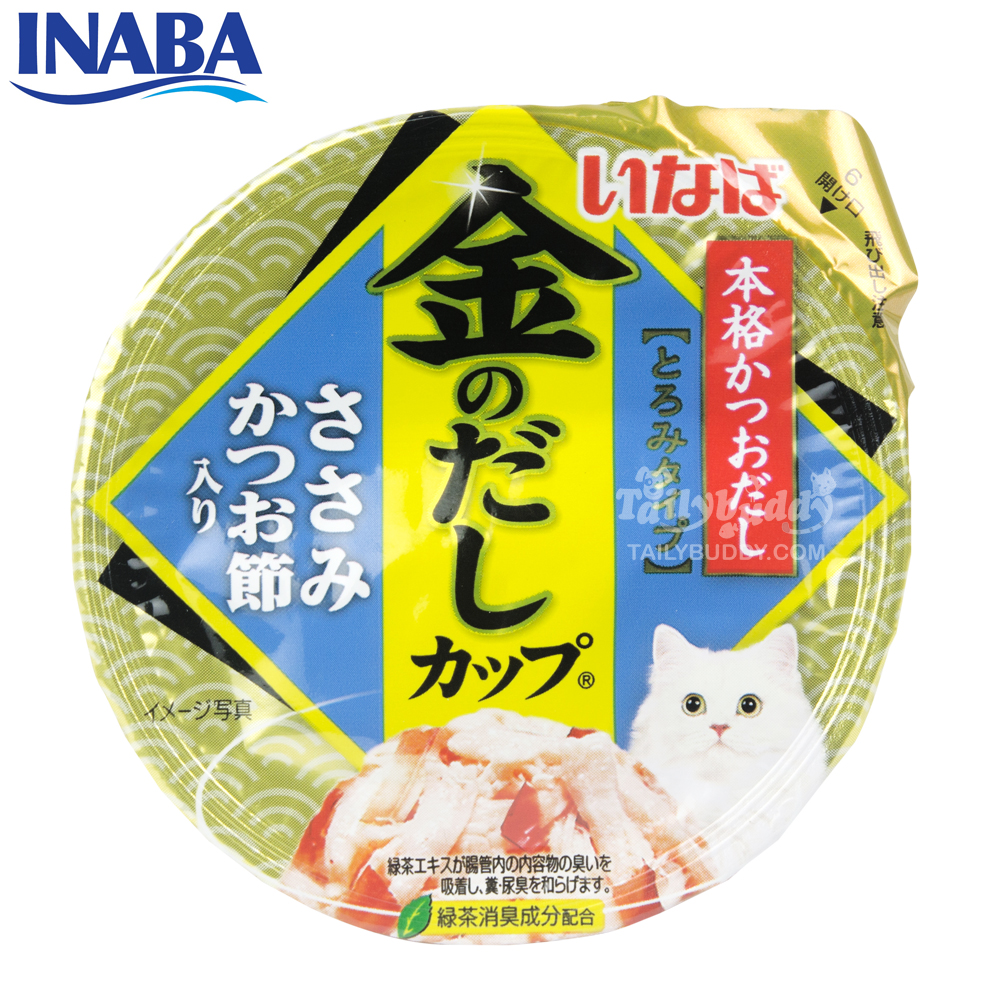 INABA
いなば
開け口
飛び出し注意
本格かつおだし
【とろみタイプ】
金のだし
カップ®
ささみ
かつお節
入り
イメージ写真
Tailybuddy
TAILYBUDDY.COM
緑茶エキスが腸管内の内容物の臭いを
吸着し、糞・尿臭を和らげます。
緑茶消臭成分配合